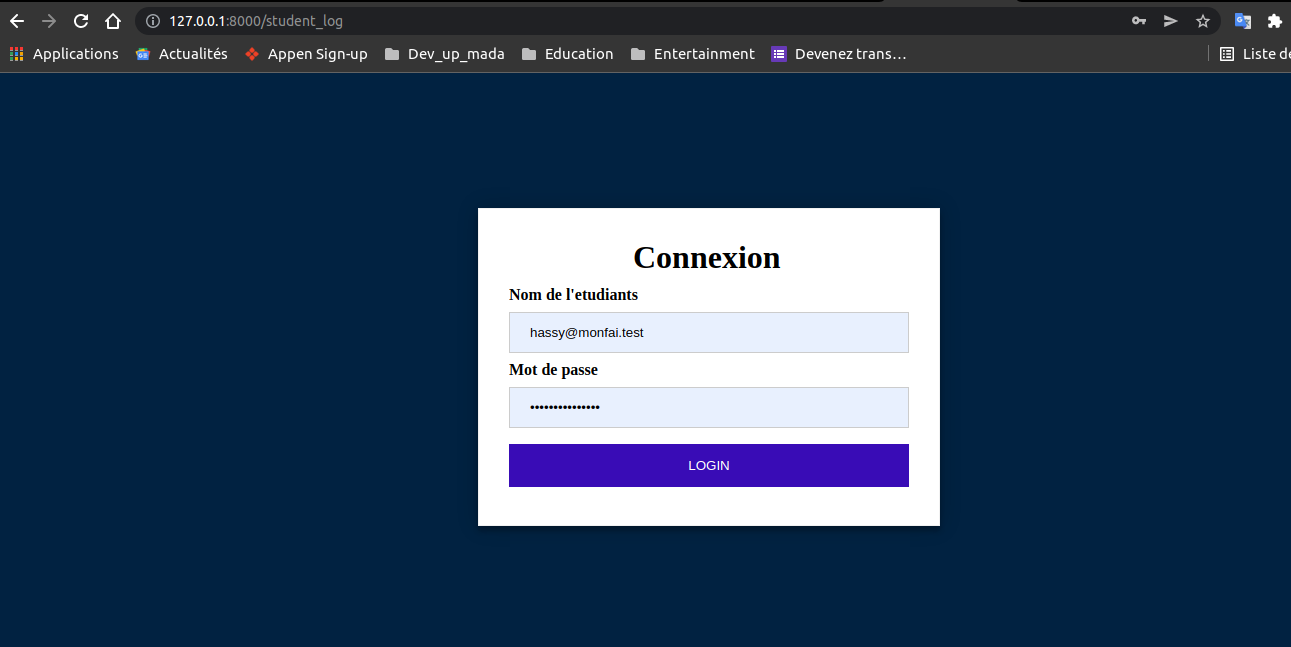 127.0.0.1:8000/student_log
Applications Actualités Appen Sign-up Dev_up_mada Education Entertainment Devenez trans… Liste de
Connexion
Nom de l'etudiants
hassy@monfai.test
Mot de passe
•••••••••••••••
LOGIN